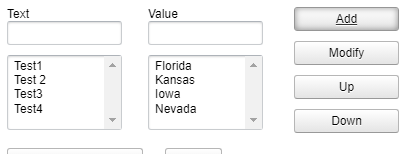 Text
Value
Add
Test1
Test 2
Test3
Test4
Florida
Kansas
Iowa
Nevada
Modify
Up
Down